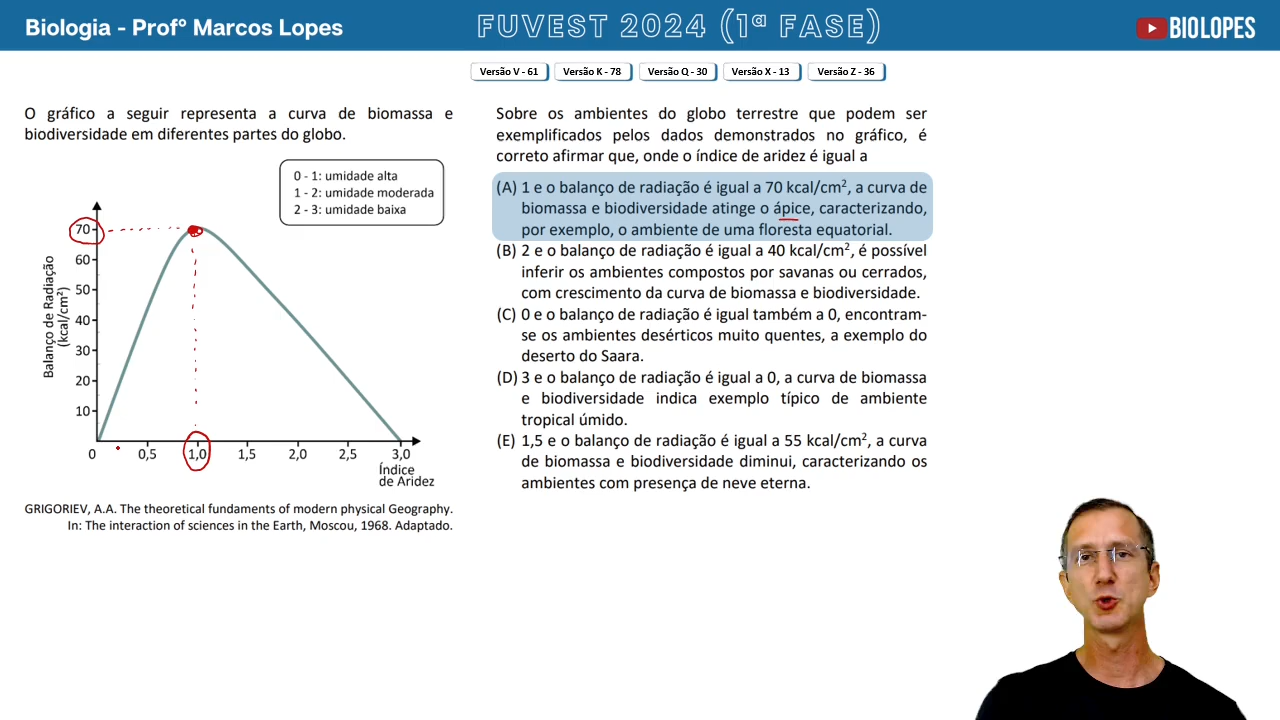 Biologia - Profº Marcos Lopes
FUVEST 2024 (1ª FASE)
BIOLOPES
Versão V - 61
Versão K - 78
Versão Q - 30
Versão X - 13
Versão Z - 36
O gráfico a seguir representa a curva de biomassa e
biodiversidade em diferentes partes do globo.
0 - 1: umidade alta
1 - 2: umidade moderada
2 - 3: umidade baixa
Balanço de Radiação
(kcal/cm²)
70
60
50
40
30
20
10
0
0,5
1,0
1,5
2,0
2,5
3,0
Índice
de Aridez
GRIGORIEV, A.A. The theoretical fundaments of modern physical Geography.
In: The interaction of sciences in the Earth, Moscou, 1968. Adaptado.
Sobre os ambientes do globo terrestre que podem ser
exemplificados pelos dados demonstrados no gráfico, é
correto afirmar que, onde o índice de aridez é igual a
(A) 1 e o balanço de radiação é igual a 70 kcal/cm², a curva de
biomassa e biodiversidade atinge o ápice, caracterizando,
por exemplo, o ambiente de uma floresta equatorial.
(B) 2 e o balanço de radiação é igual a 40 kcal/cm², é possível
inferir os ambientes compostos por savanas ou cerrados,
com crescimento da curva de biomassa e biodiversidade.
(C) 0 e o balanço de radiação é igual também a 0, encontram-
se os ambientes desérticos muito quentes, a exemplo do
deserto do Saara.
(D) 3 e o balanço de radiação é igual a 0, a curva de biomassa
e biodiversidade indica exemplo típico de ambiente
tropical úmido.
(E) 1,5 e o balanço de radiação é igual a 55 kcal/cm², a curva
de biomassa e biodiversidade diminui, caracterizando os
ambientes com presença de neve eterna.